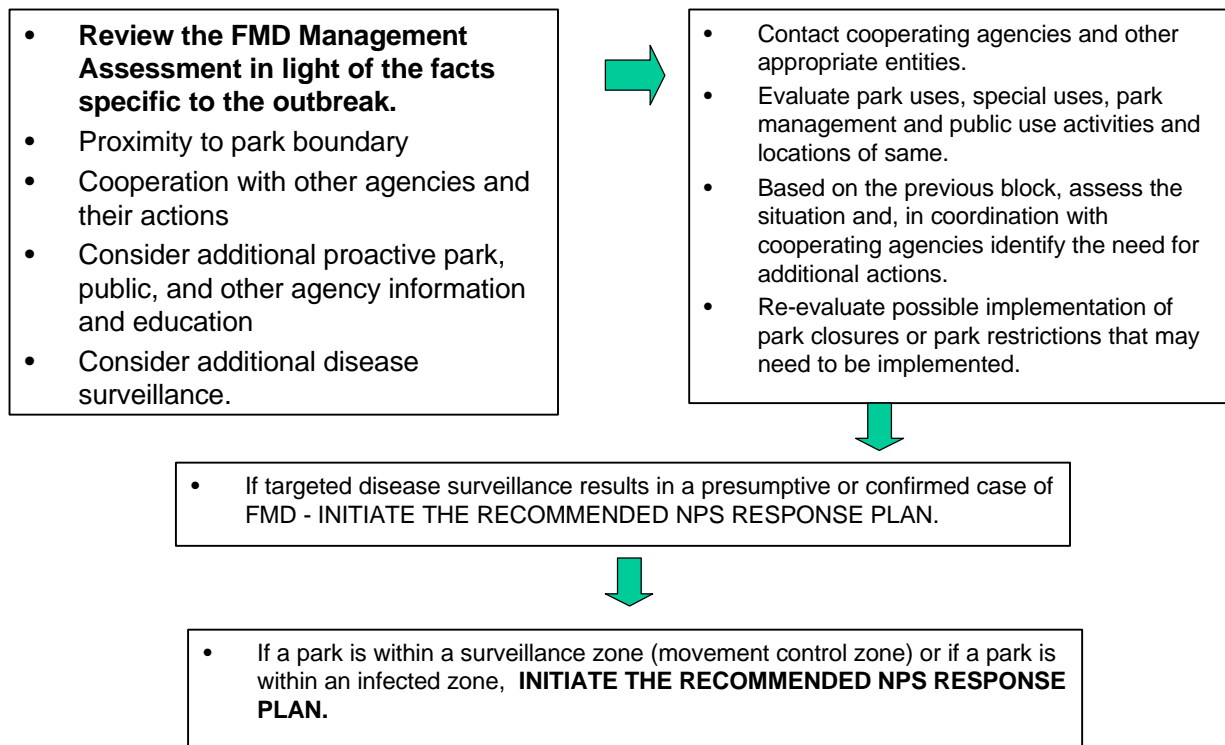 • Review the FMD Management
Assessment in light of the facts
specific to the outbreak.
• Proximity to park boundary
• Cooperation with other agencies and
their actions
• Consider additional proactive park,
public, and other agency information
and education
• Consider additional disease
surveillance.
• Contact cooperating agencies and other
appropriate entities.
• Evaluate park uses, special uses, park
management and public use activities and
locations of same.
• Based on the previous block, assess the
situation and, in coordination with
cooperating agencies identify the need for
additional actions.
• Re-evaluate possible implementation of
park closures or park restrictions that may
need to be implemented.
• If targeted disease surveillance results in a presumptive or confirmed case of
FMD - INITIATE THE RECOMMENDED NPS RESPONSE PLAN.
• If a park is within a surveillance zone (movement control zone) or if a park is
within an infected zone, INITIATE THE RECOMMENDED NPS RESPONSE
PLAN.